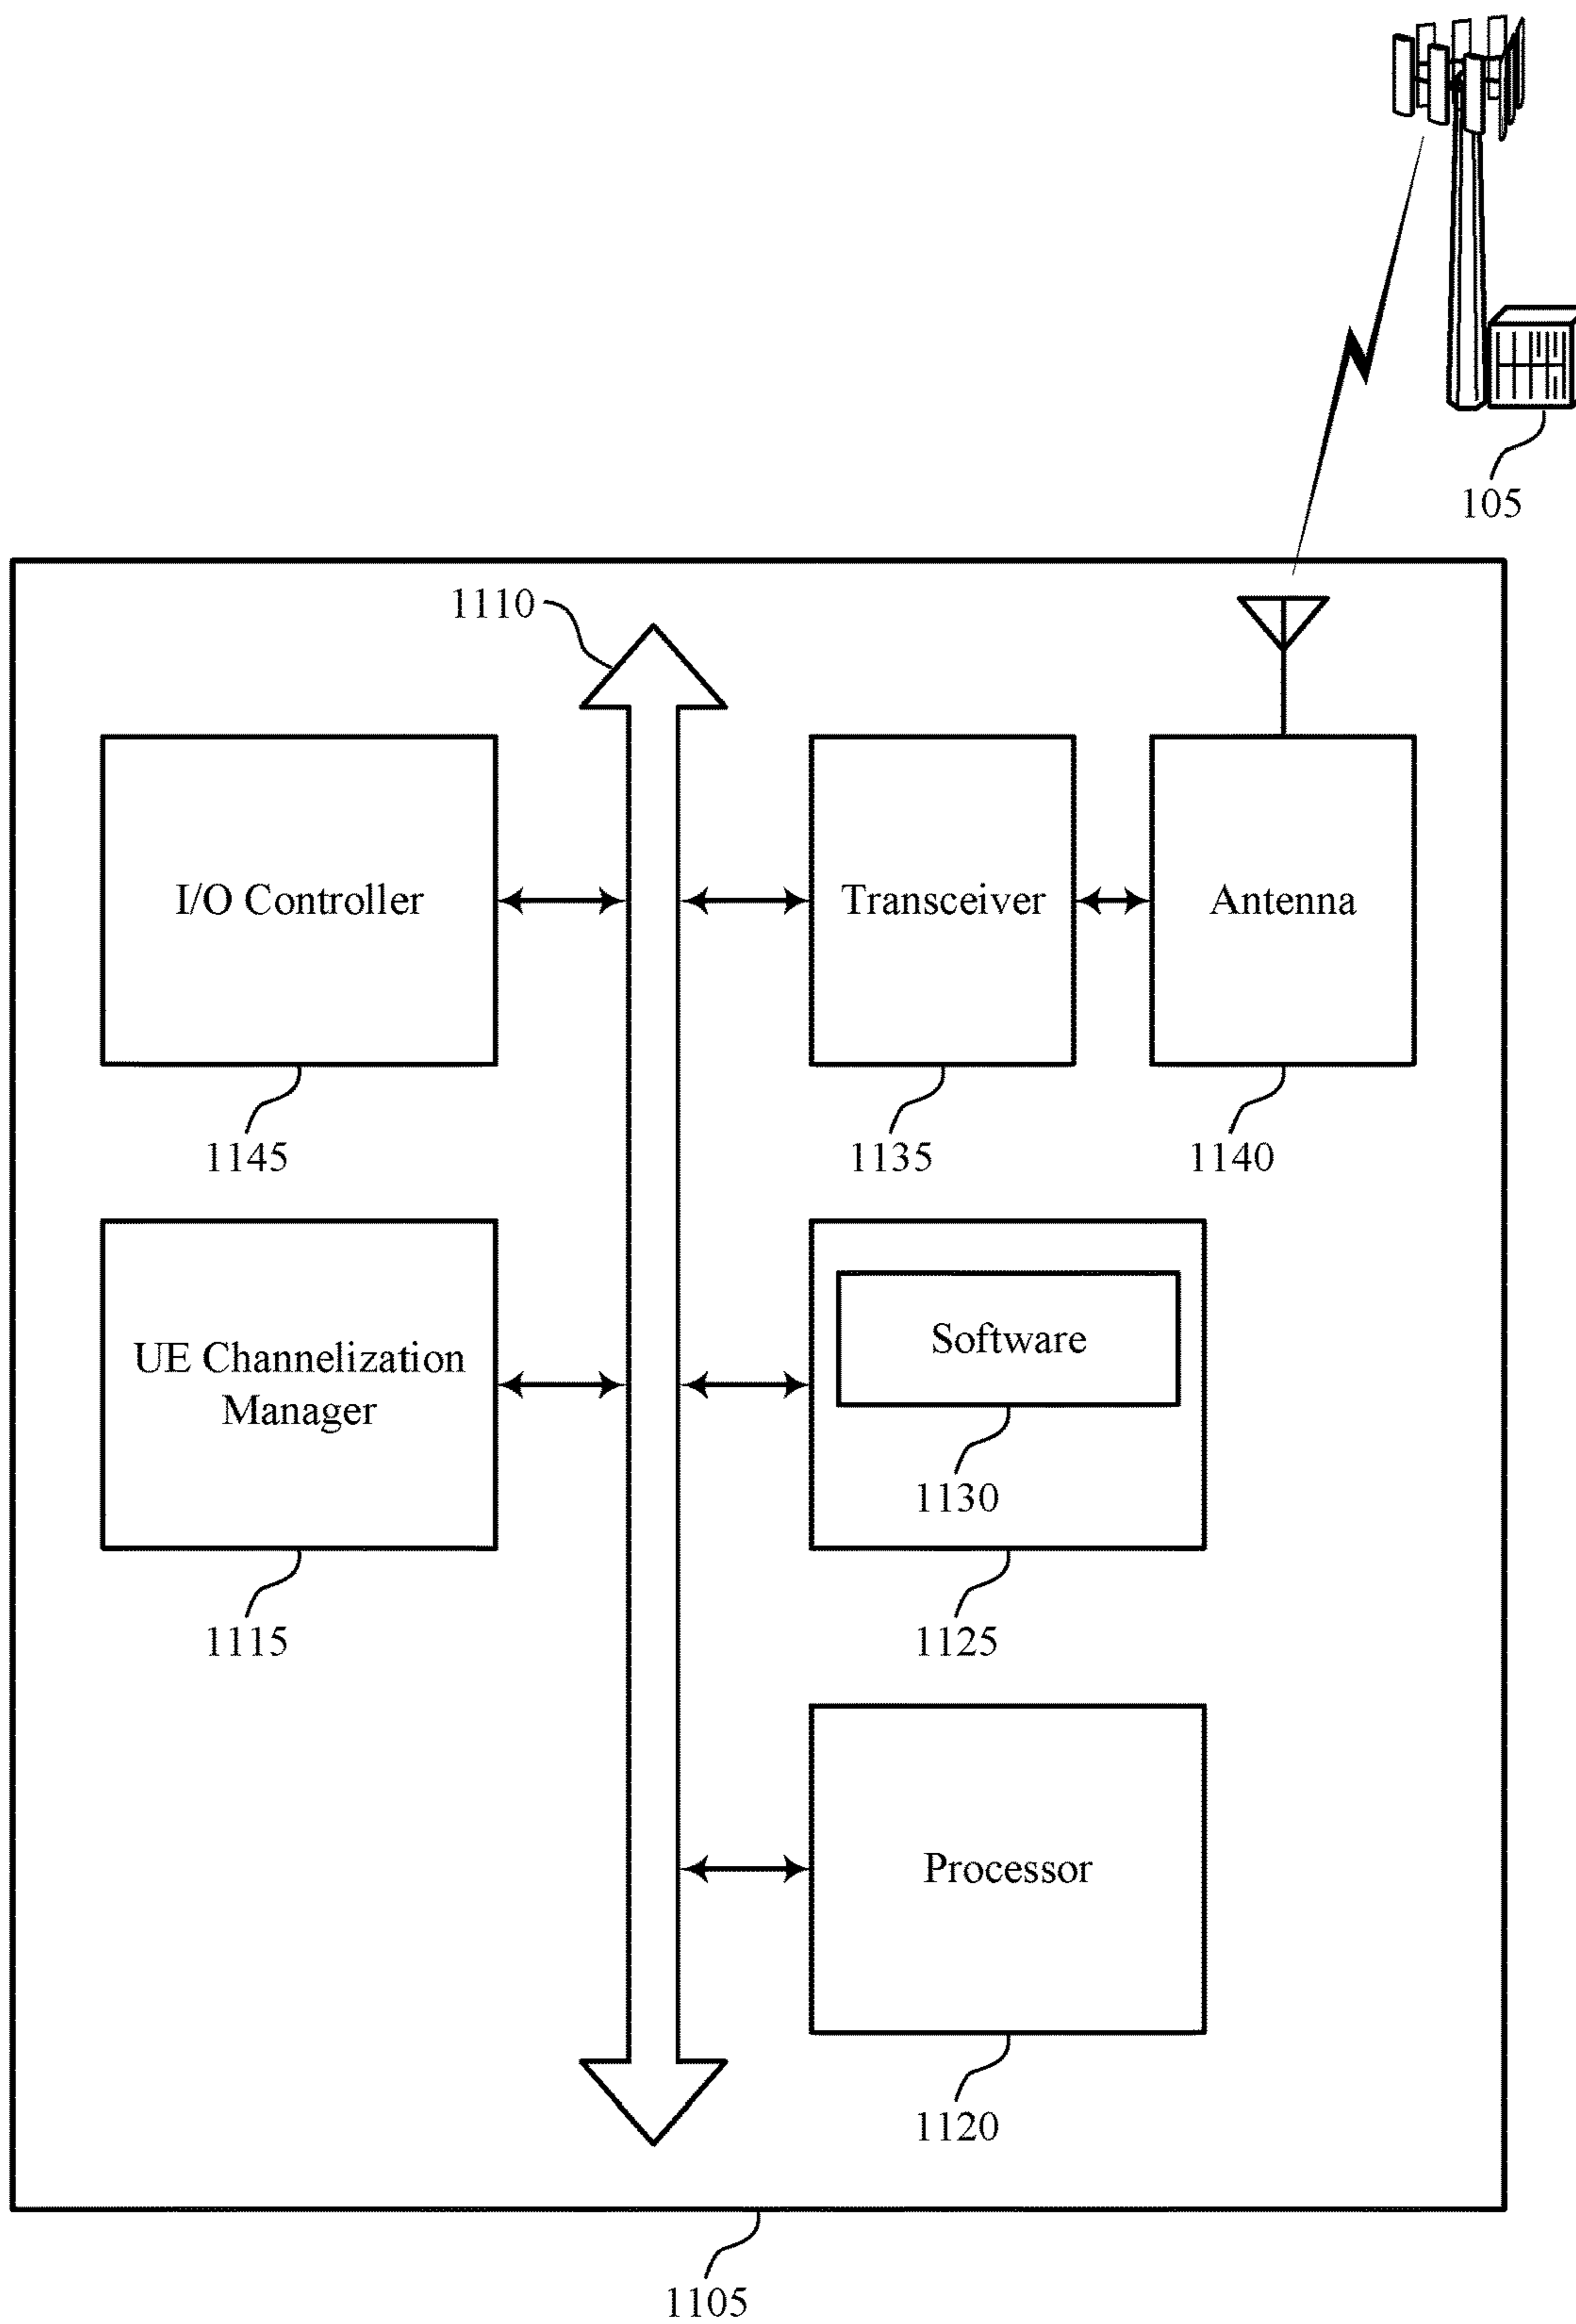 105
1110
I/O Controller
Transceiver
Antenna
1145
1135
1140
UE Channelization
Manager
Software
1130
1115
1125
Processor
1120
1105